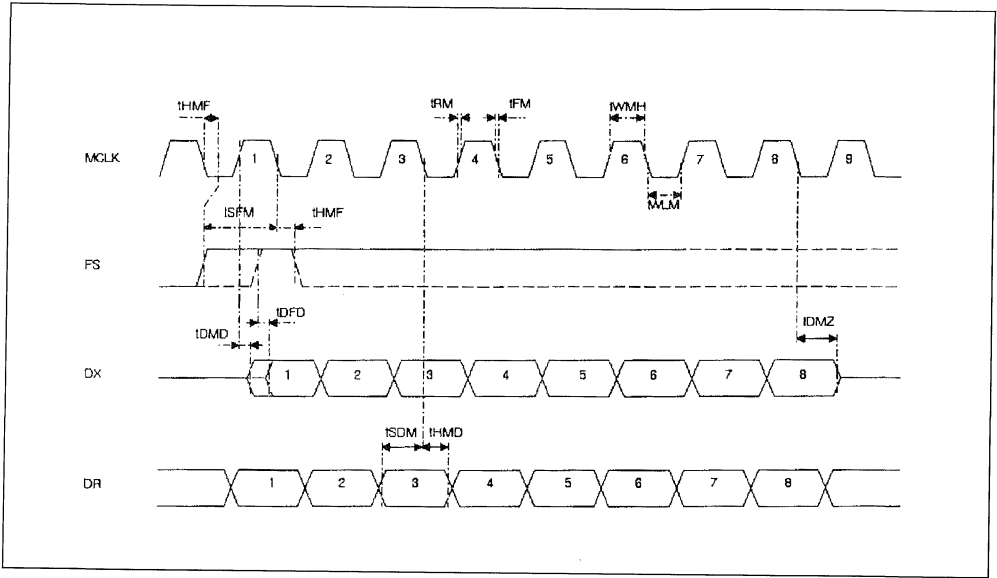 tHMF
tRM
tFM
tWMH
MCLK
1 2 3 4 5 6 7 8 9
tWLM
tSFM
tHMF
FS
tDFD
tDMD
tDMZ
DX
1 2 3 4 5 6 7 8
tSDM
tHMD
DR
1 2 3 4 5 6 7 8